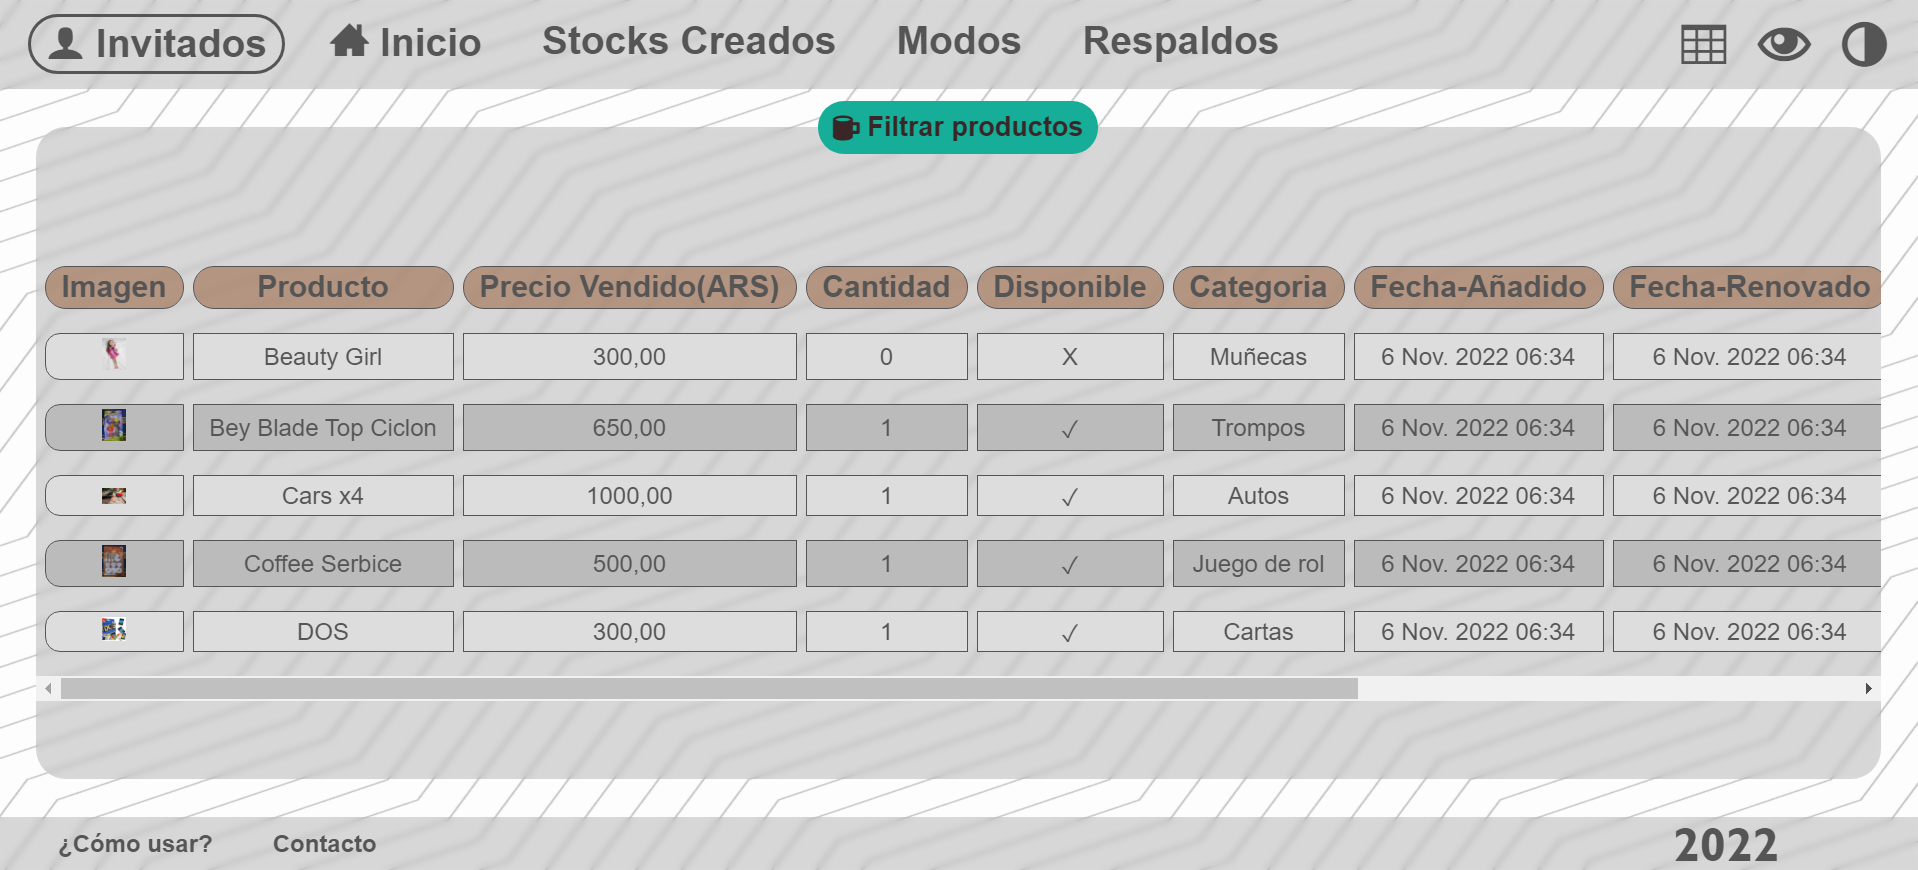 Invitados Inicio Stocks Creados Modos Respaldos
Filtrar productos
Imagen Producto Precio Vendido(ARS) Cantidad Disponible Categoria Fecha-Añadido Fecha-Renovado
Beauty Girl 300,00 0 X Muñecas 6 Nov. 2022 06:34 6 Nov. 2022 06:34
Bey Blade Top Ciclon 650,00 1 ✓ Trompos 6 Nov. 2022 06:34 6 Nov. 2022 06:34
Cars x4 1000,00 1 ✓ Autos 6 Nov. 2022 06:34 6 Nov. 2022 06:34
Coffee Serbice 500,00 1 ✓ Juego de rol 6 Nov. 2022 06:34 6 Nov. 2022 06:34
DOS 300,00 1 ✓ Cartas 6 Nov. 2022 06:34 6 Nov. 2022 06:34
¿Cómo usar? Contacto 2022